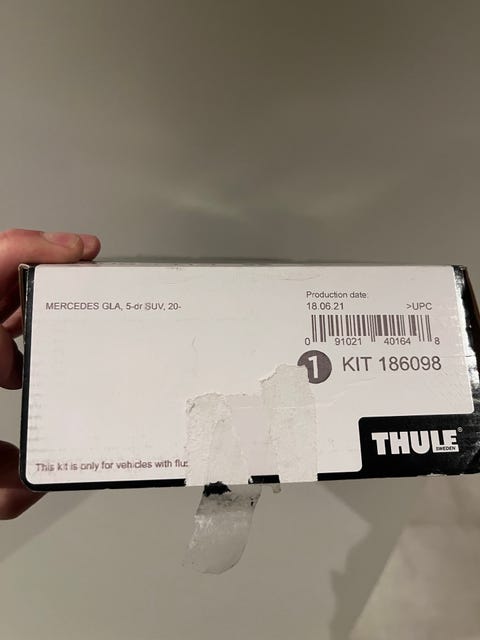 MERCEDES GLA, 5-dr SUV, 20-
Production date:
18.06.21 >UPC
0 91021 40164 8
1 KIT 186098
THULE®
SWEDEN
This kit is only for vehicles with